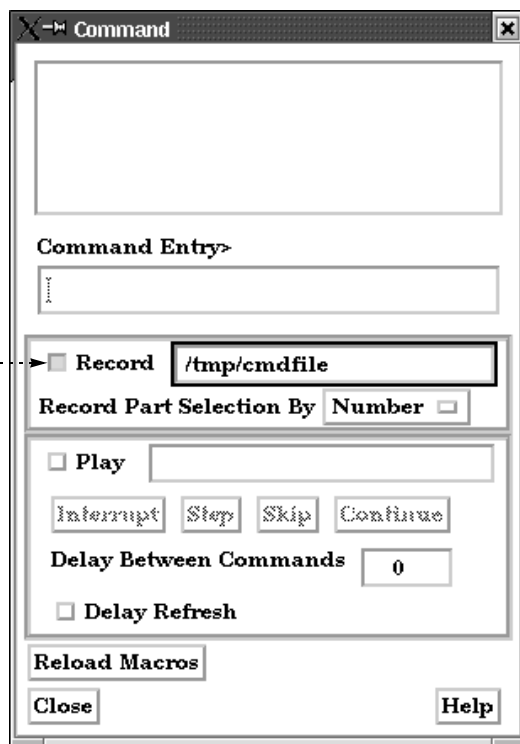 Command
Command Entry>
Record /tmp/cmdfile
Record Part Selection By Number
Play
Interrupt Step Skip Continue
Delay Between Commands 0
Delay Refresh
Reload Macros
Close Help